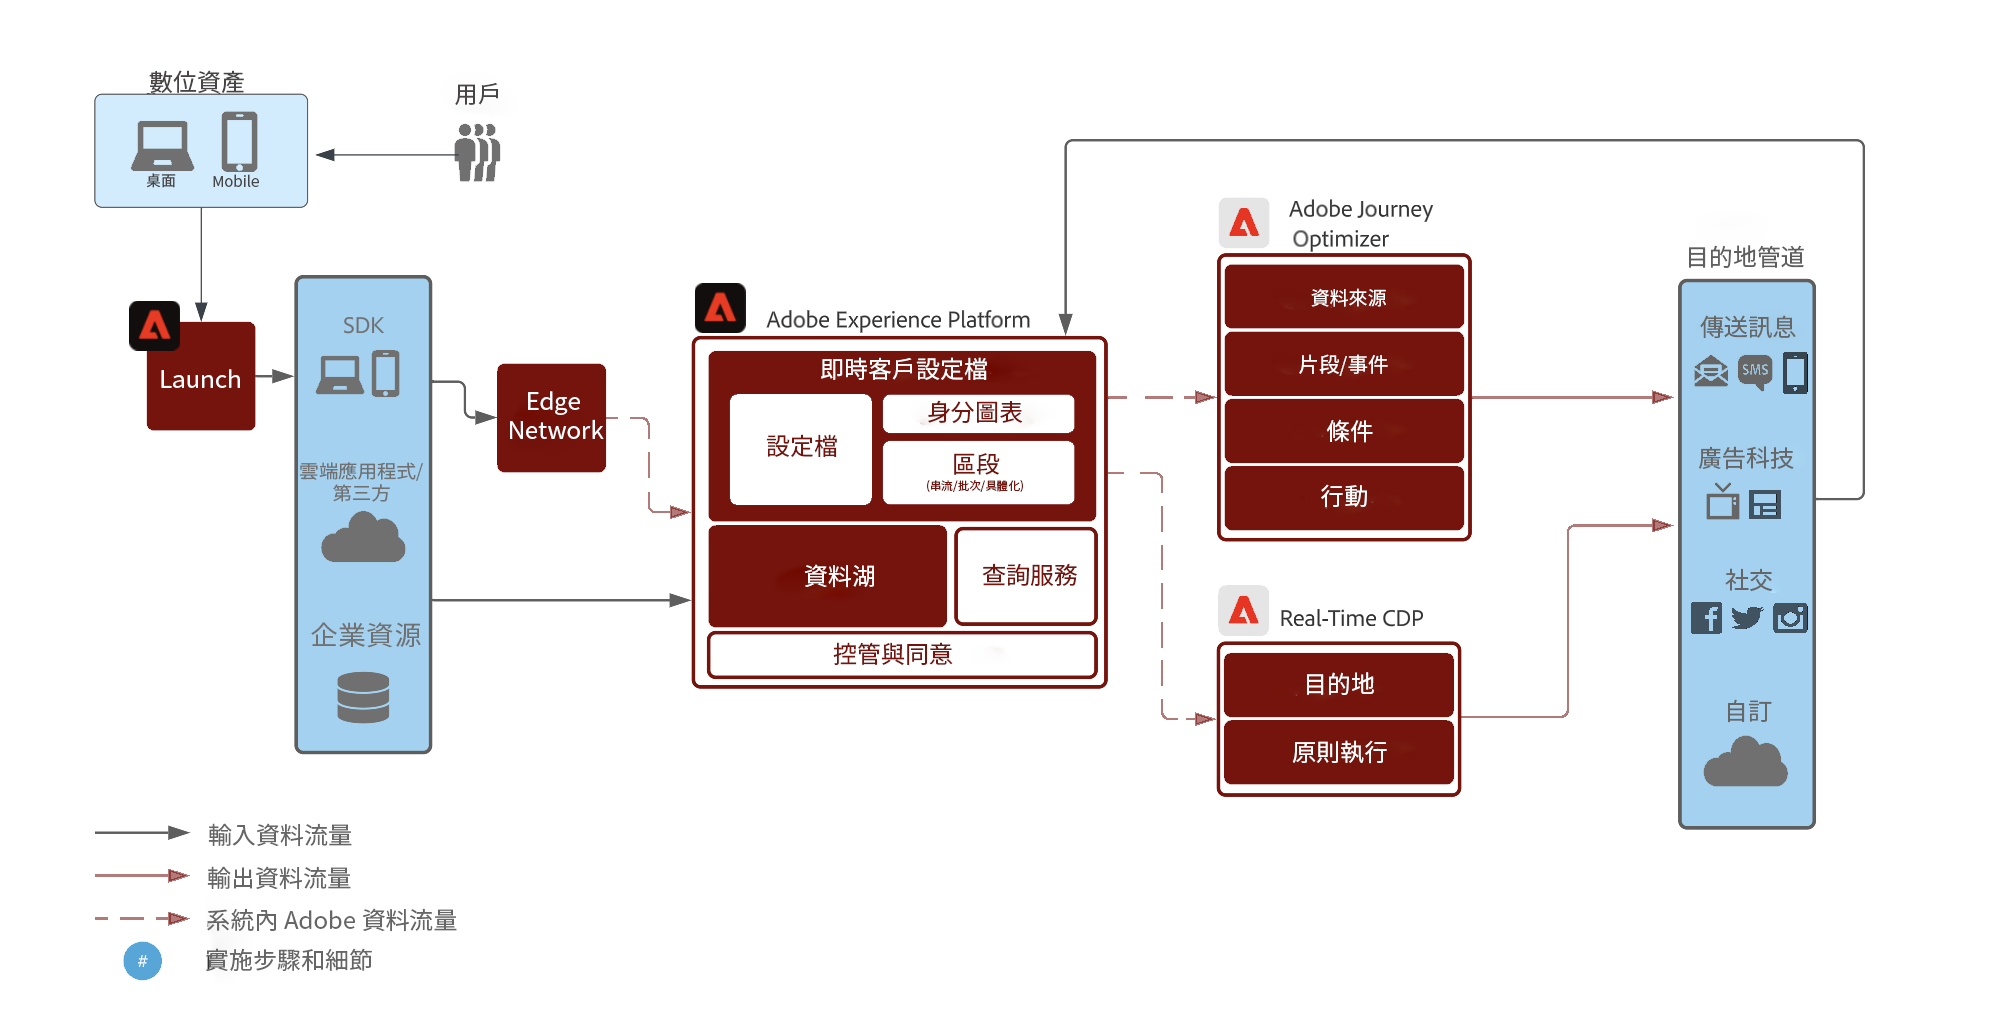 數位資產
桌面
Mobile
用戶
Launch
SDK
雲端應用程式/
第三方
企業資源
Edge
Network
Adobe Experience Platform
即時客戶設定檔
設定檔
身分圖表
區段
(串流/批次/具體化)
資料湖
查詢服務
控管與同意
Adobe Journey
Optimizer
資料來源
片段/事件
條件
行動
Real-Time CDP
目的地
原則執行
目的地管道
傳送訊息
SMS
廣告科技
社交
自訂
輸入資料流量
輸出資料流量
系統內 Adobe 資料流量
# 實施步驟和細節